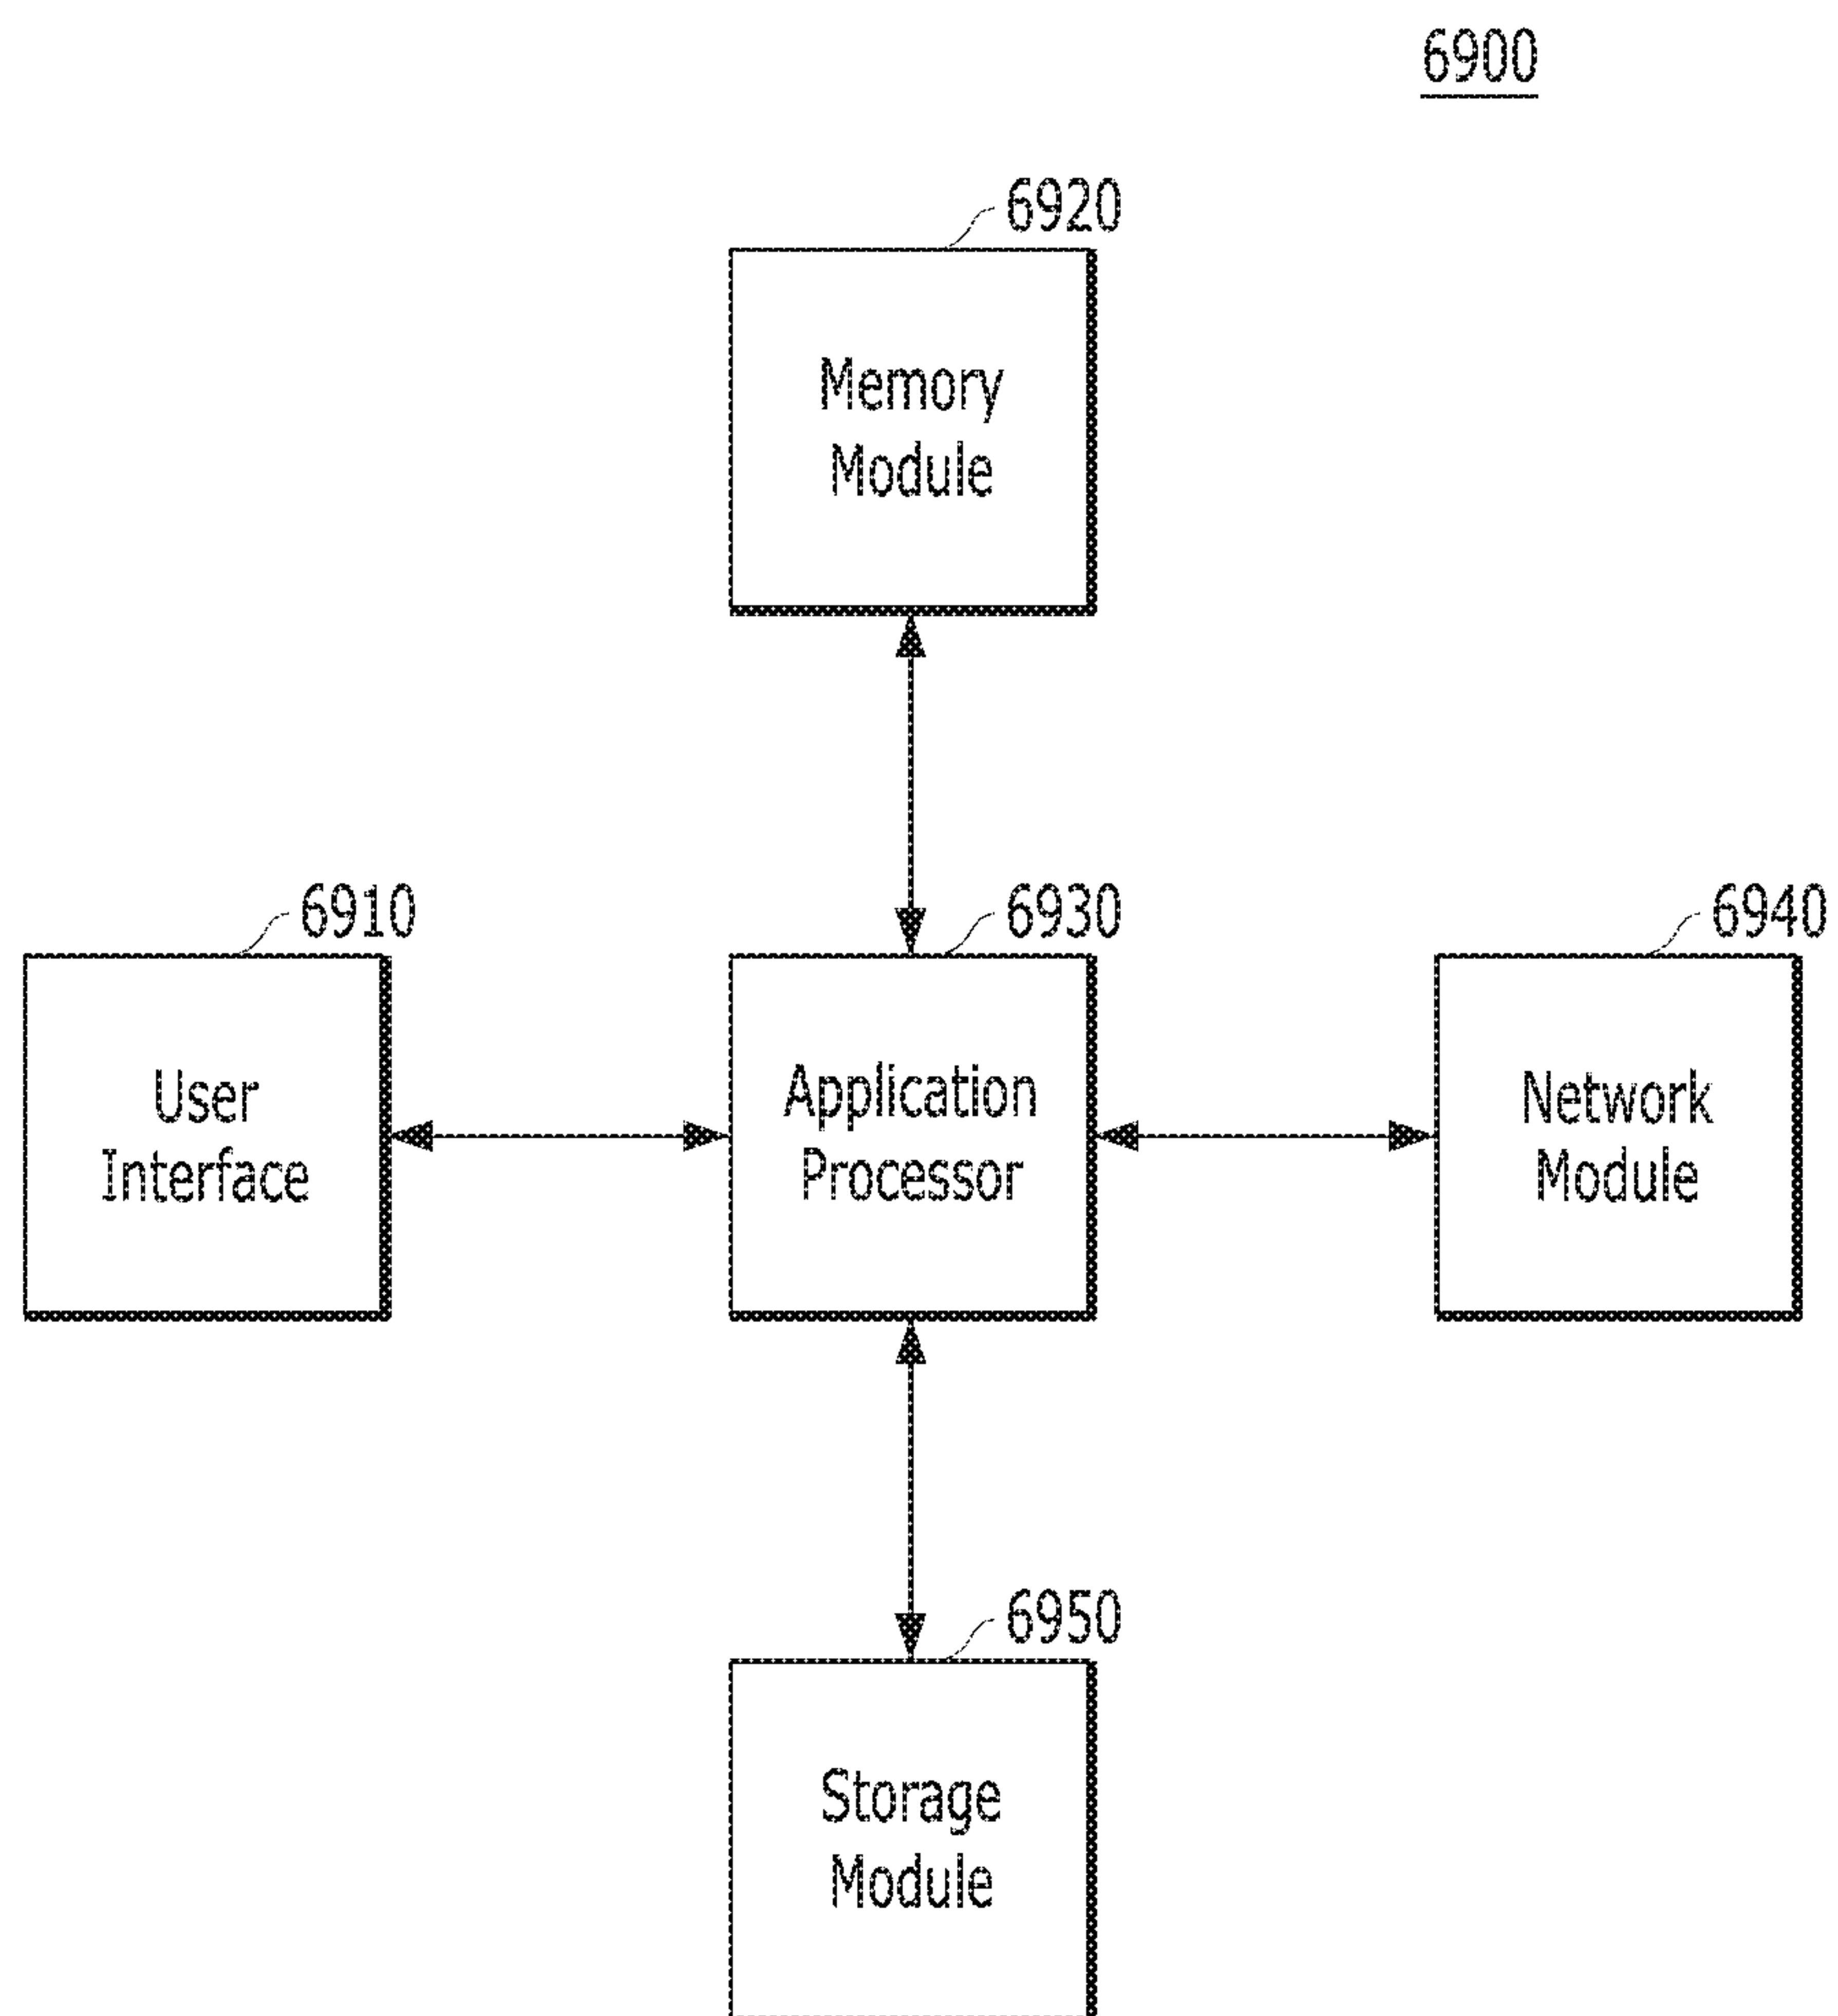 6900
6920
Memory
Module
6910
6930
6940
User
Interface
Application
Processor
Network
Module
6950
Storage
Module